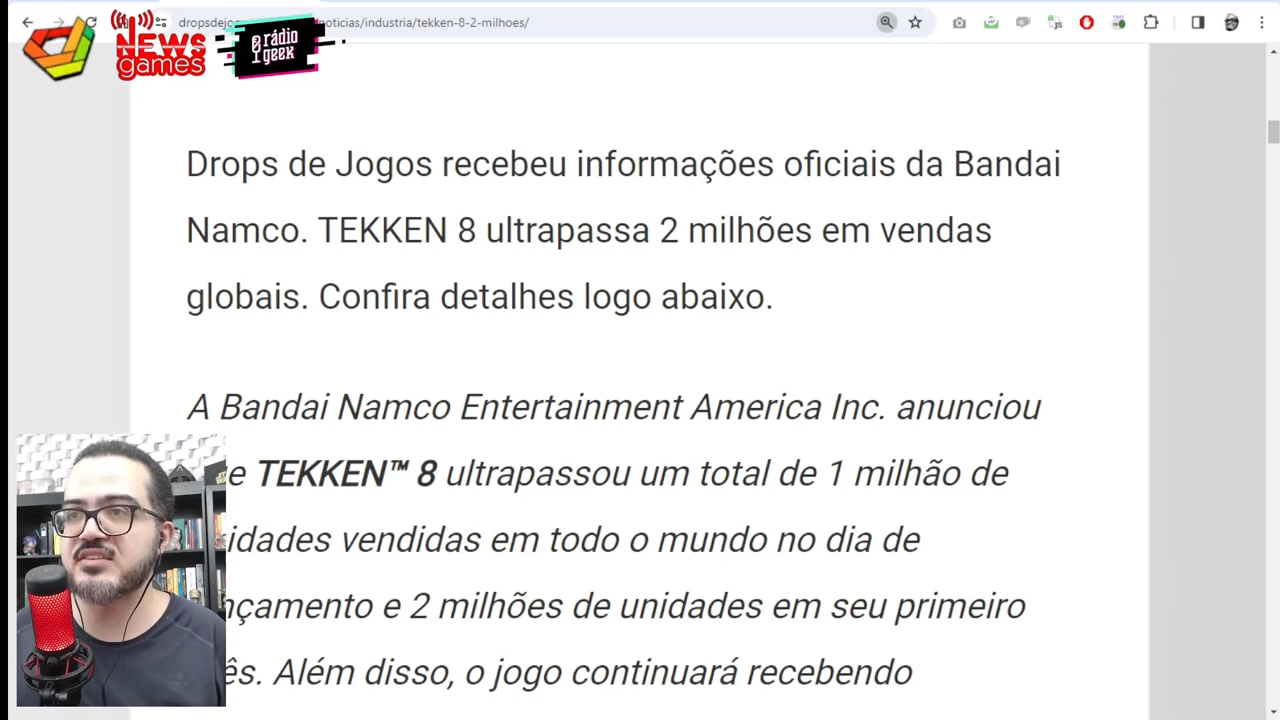 dropsdejo
noticias/industria/tekken-8-2-milhoes/
NEWS
games
rádio
geek
Drops de Jogos recebeu informações oficiais da Bandai
Namco. TEKKEN 8 ultrapassa 2 milhões em vendas
globais. Confira detalhes logo abaixo.
A Bandai Namco Entertainment America Inc. anunciou
e TEKKEN™ 8 ultrapassou um total de 1 milhão de
idades vendidas em todo o mundo no dia de
nçamento e 2 milhões de unidades em seu primeiro
ês. Além disso, o jogo continuará recebendo